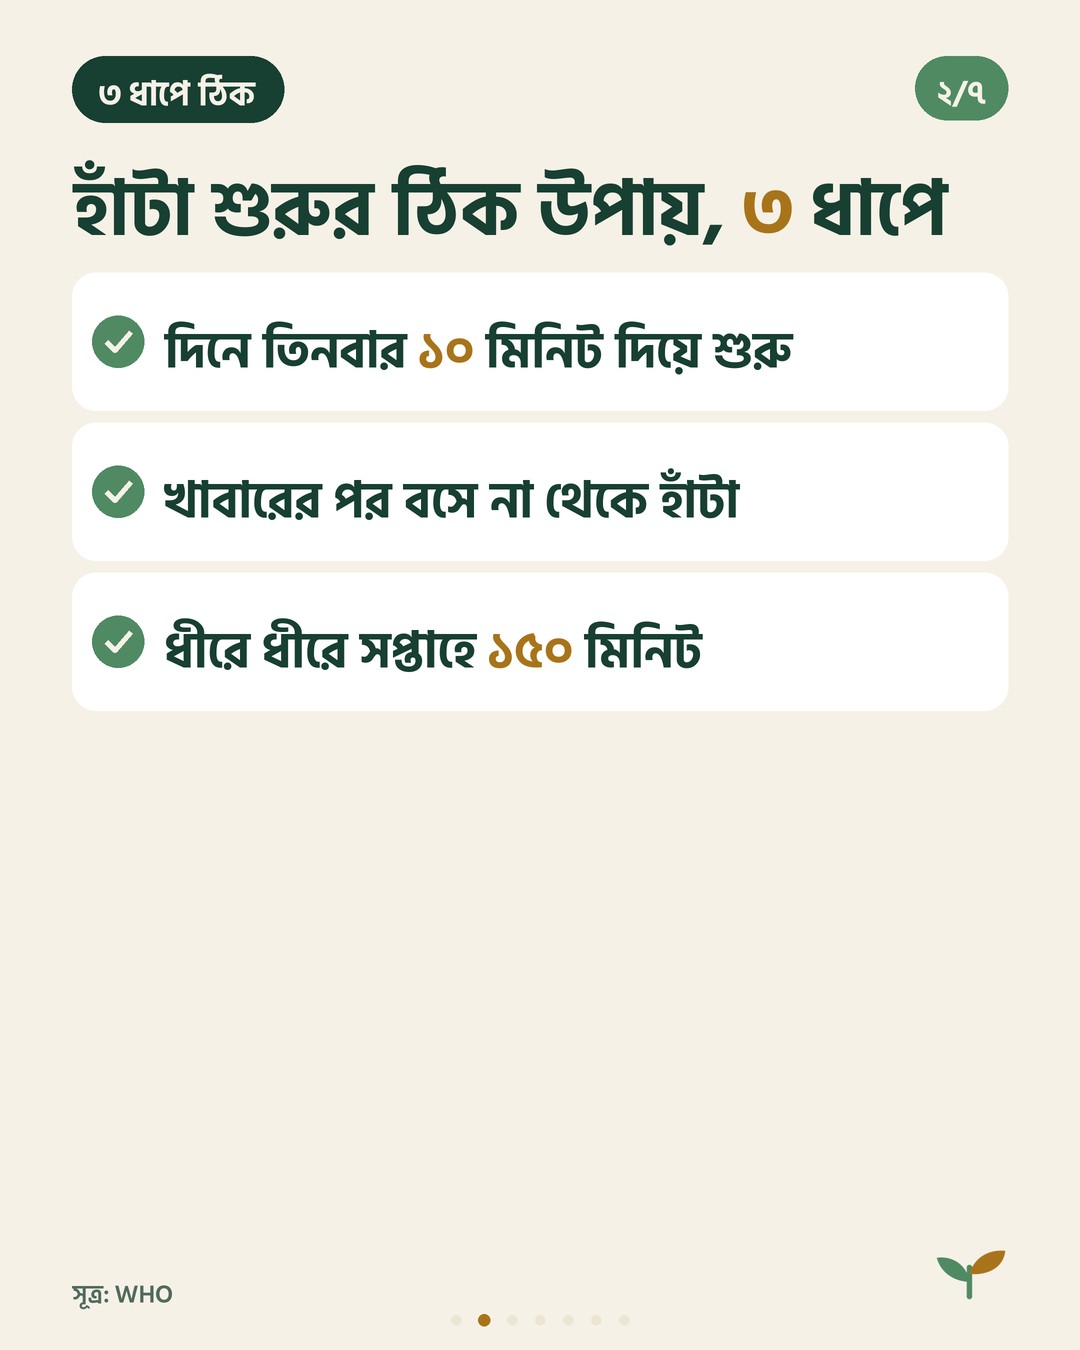 ৩ ধাপে ঠিক
২/৭
হাঁটা শুরুর ঠিক উপায়, ৩ ধাপে
দিনে তিনবার ১০ মিনিট দিয়ে শুরু
খাবারের পর বসে না থেকে হাঁটা
ধীরে ধীরে সপ্তাহে ১৫০ মিনিট
সূত্র: WHO